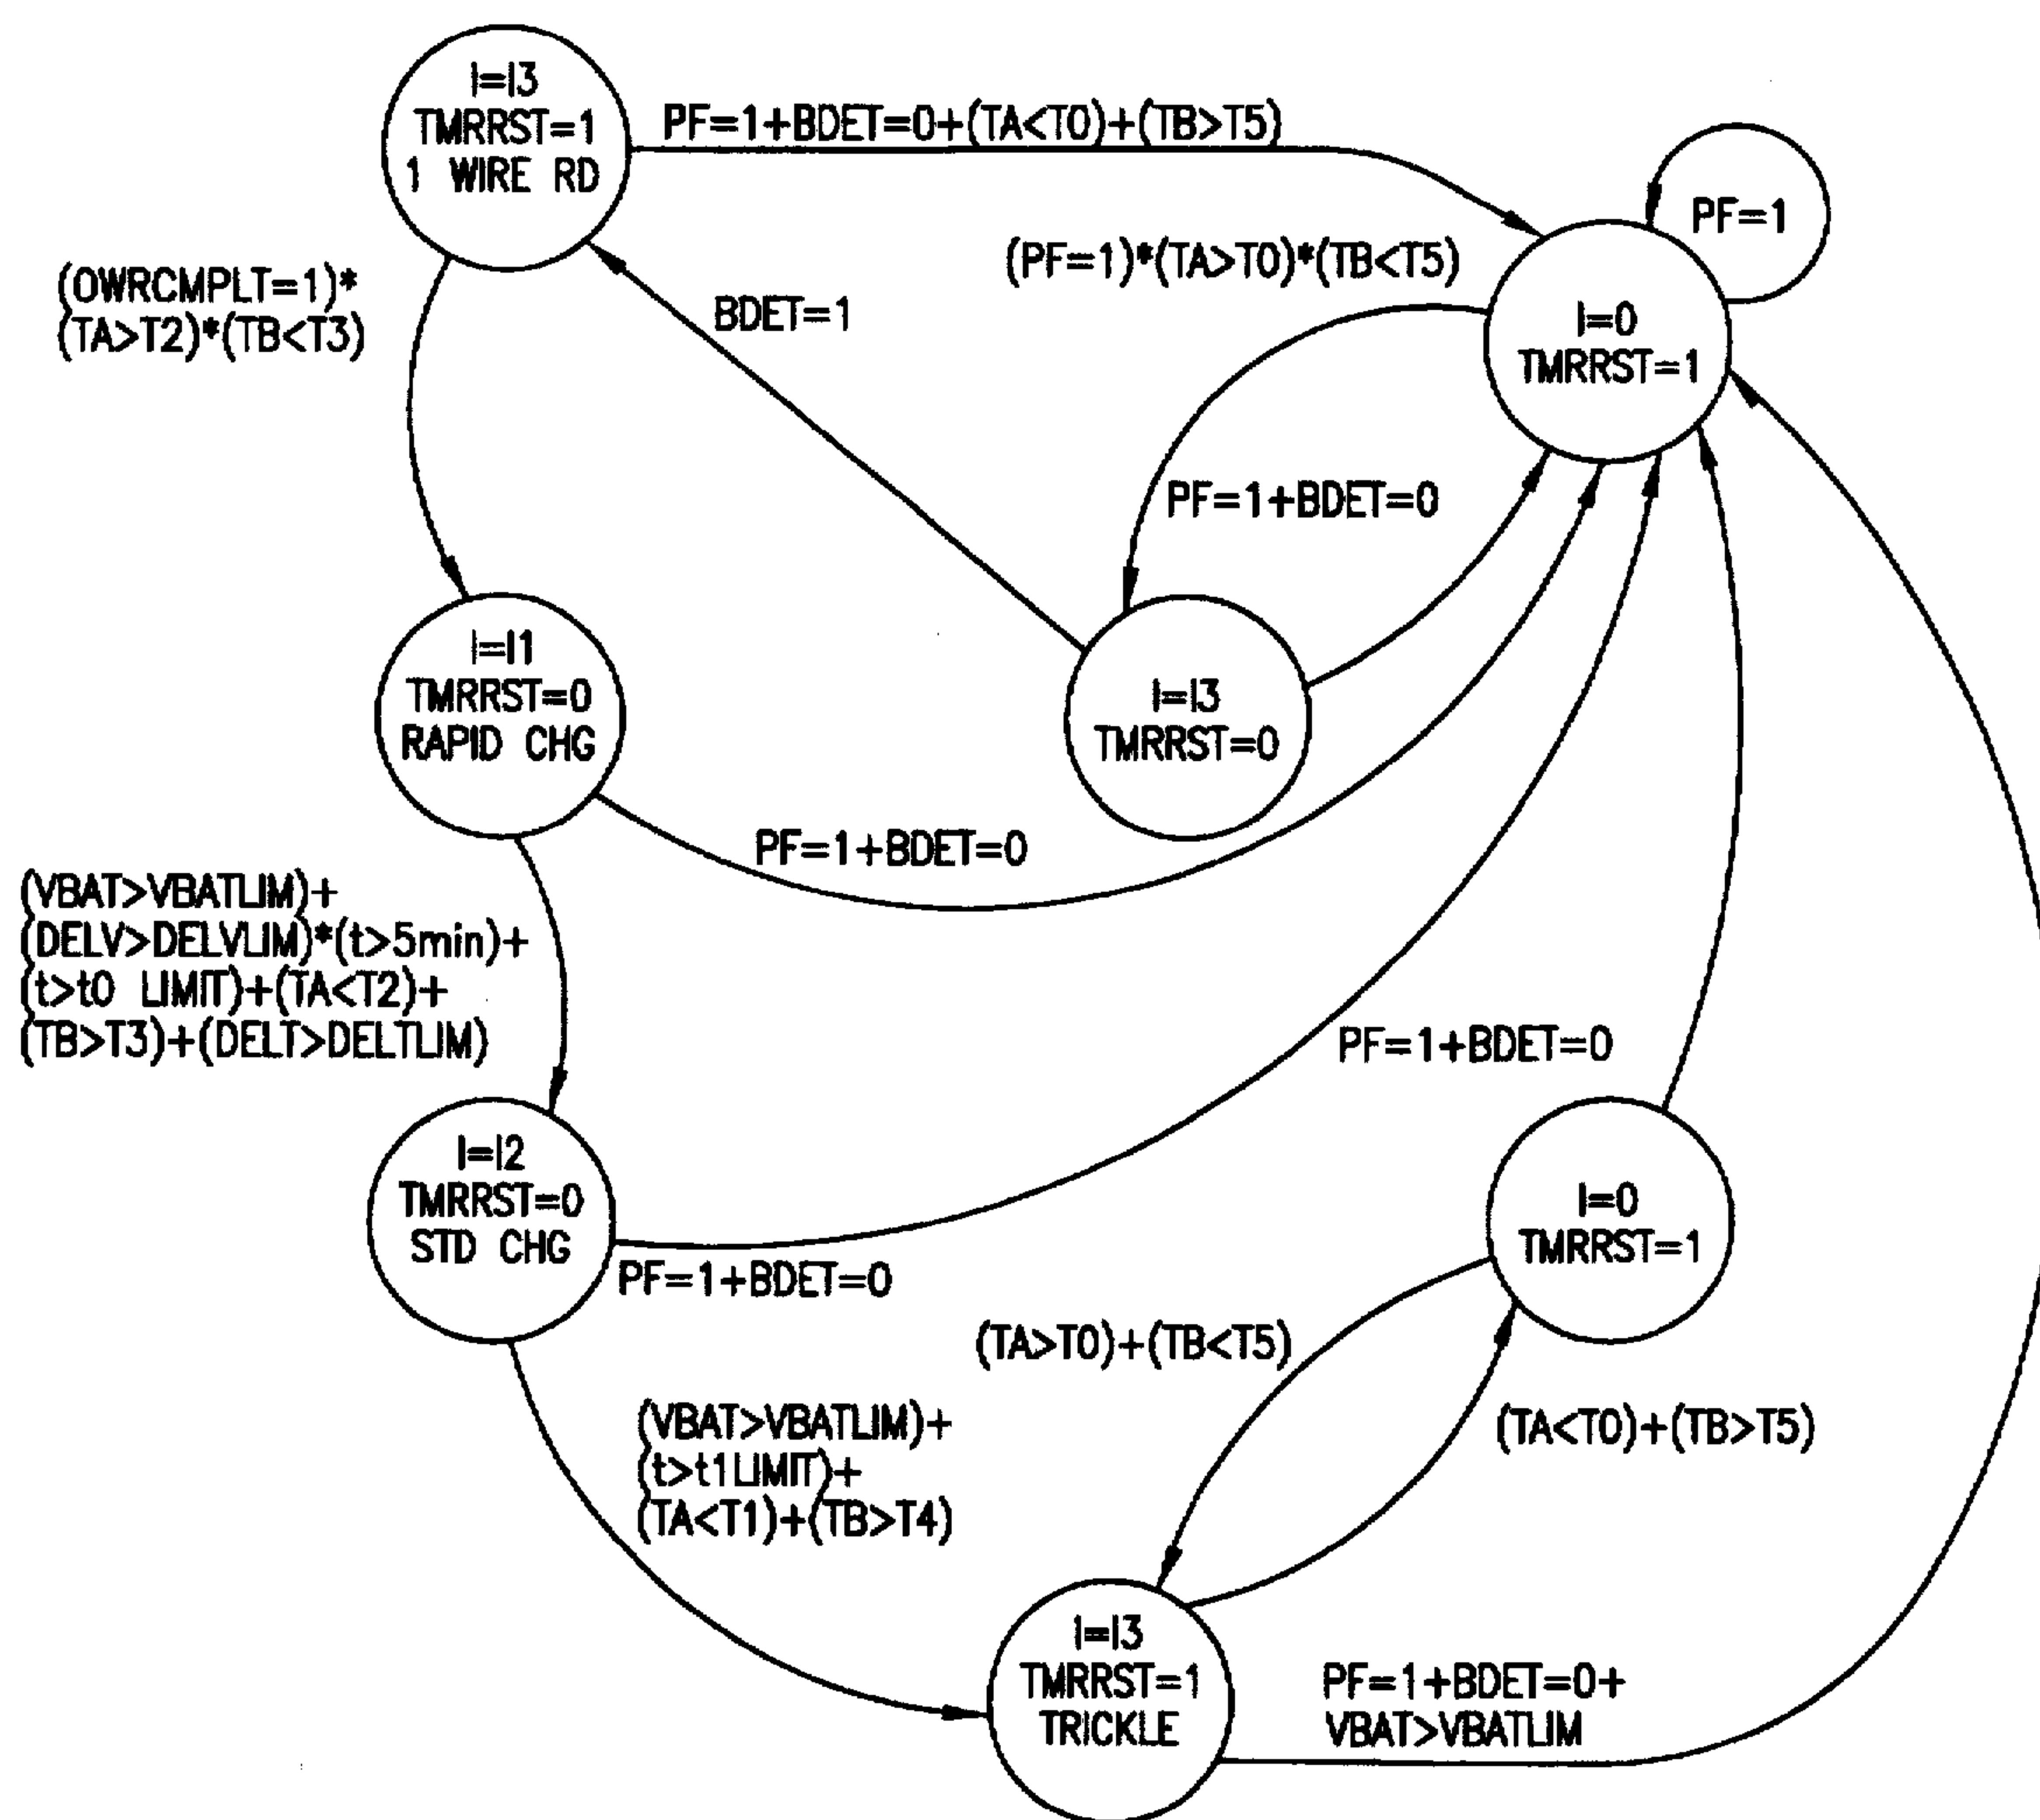 I=I3
TMRRST=1
1 WIRE RD
PF=1+BDET=0+(TA<T0)+(TB>T5)
PF=1
(PF=1)*(TA>T0)*(TB<T5)
(OWRCMPLT=1)*
(TA>T2)*(TB<T3)
BDET=1
I=0
TMRRST=1
PF=1+BDET=0
I=I1
TMRRST=0
RAPID CHG
I=I3
TMRRST=0
PF=1+BDET=0
(VBAT>VBATLIM)+
(DELV>DELVLIM)*(t>5min)+
(t>t0 LIMIT)+(TA<T2)+
(TB>T3)+(DELT>DELTLIM)
PF=1+BDET=0
I=I2
TMRRST=0
STD CHG
PF=1+BDET=0
I=0
TMRRST=1
(TA>T0)+(TB<T5)
(VBAT>VBATLIM)+
(t>t1LIMIT)+
(TA<T1)+(TB>T4)
(TA<T0)+(TB>T5)
I=I3
TMRRST=1
TRICKLE
PF=1+BDET=0+
VBAT>VBATLIM